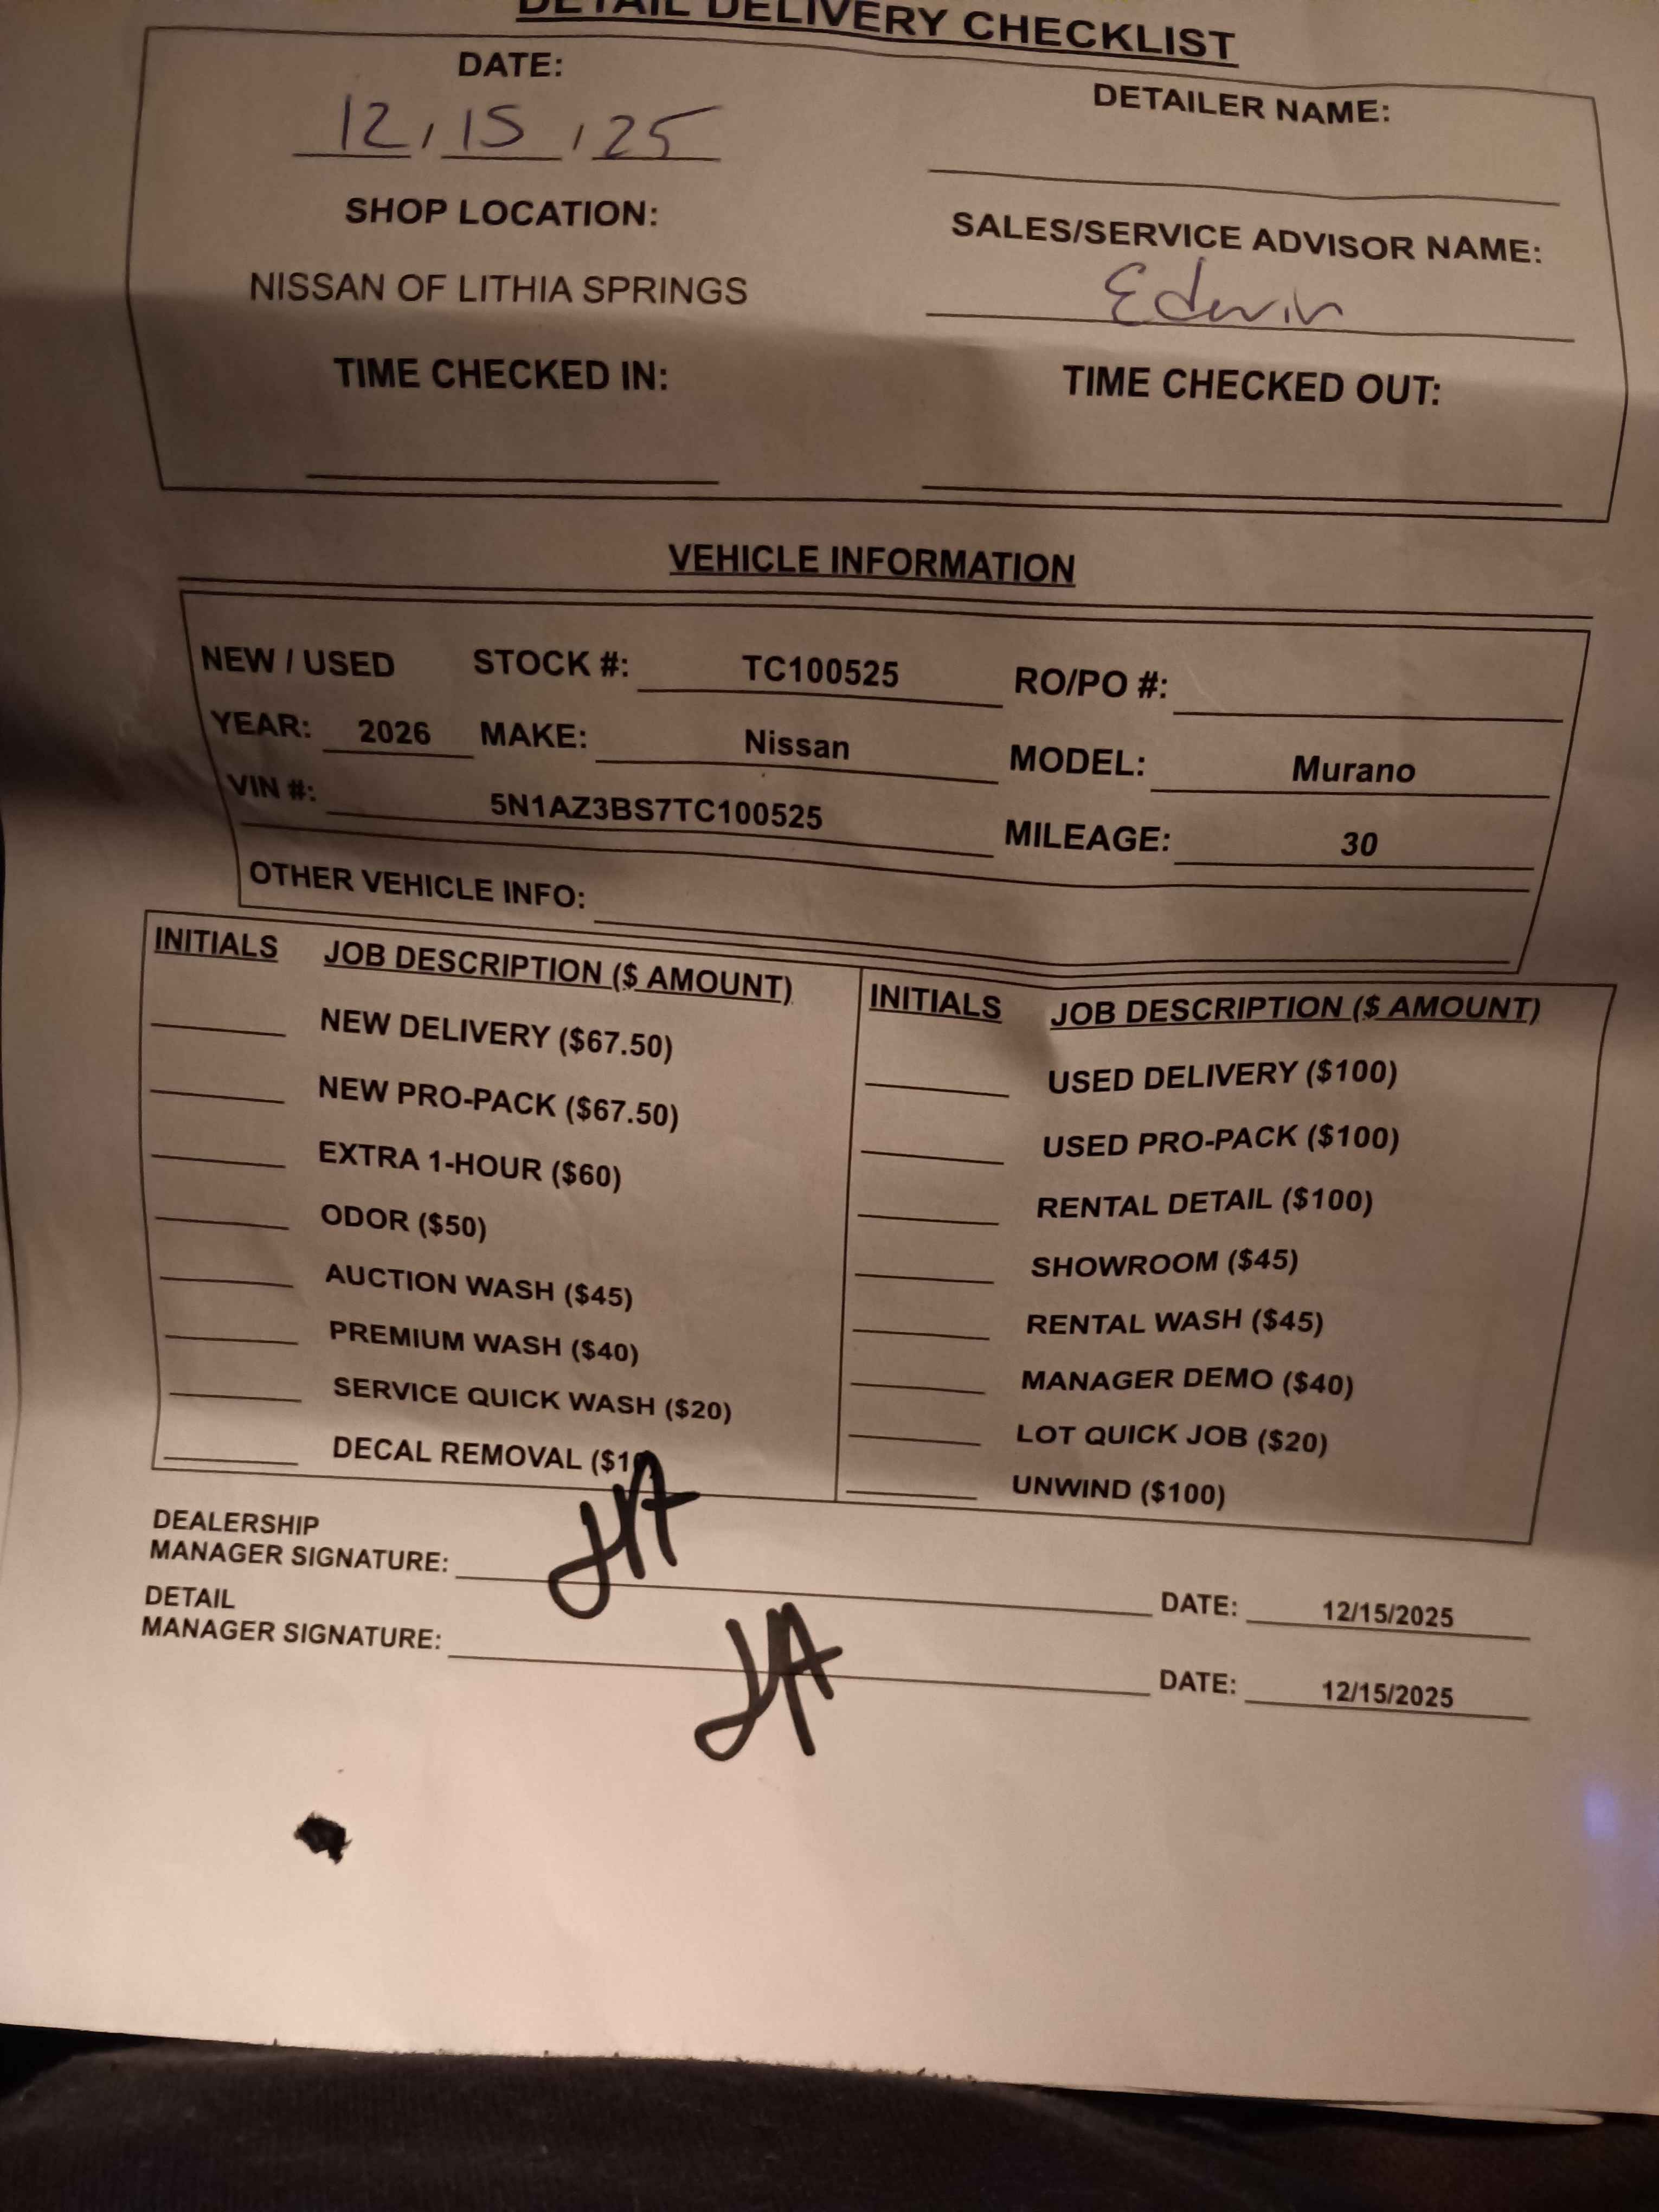 DETAIL DELIVERY CHECKLIST
DATE:
12, 15, 25
DETAILER NAME:
SHOP LOCATION:
NISSAN OF LITHIA SPRINGS
SALES/SERVICE ADVISOR NAME:
Edwin
TIME CHECKED IN:
TIME CHECKED OUT:
VEHICLE INFORMATION
NEW / USED STOCK #: TC100525 RO/PO #:
YEAR: 2026 MAKE: Nissan MODEL: Murano
VIN #: 5N1AZ3BS7TC100525 MILEAGE: 30
OTHER VEHICLE INFO:
INITIALS JOB DESCRIPTION ($ AMOUNT)
NEW DELIVERY ($67.50)
NEW PRO-PACK ($67.50)
EXTRA 1-HOUR ($60)
ODOR ($50)
AUCTION WASH ($45)
PREMIUM WASH ($40)
SERVICE QUICK WASH ($20)
DECAL REMOVAL
INITIALS JOB DESCRIPTION ($ AMOUNT)
USED DELIVERY ($100)
USED PRO-PACK ($100)
RENTAL DETAIL ($100)
SHOWROOM ($45)
RENTAL WASH ($45)
MANAGER DEMO ($40)
LOT QUICK JOB ($20)
UNWIND ($100)
DEALERSHIP
MANAGER SIGNATURE: DATE: 12/15/2025
DETAIL
MANAGER SIGNATURE: DATE: 12/15/2025